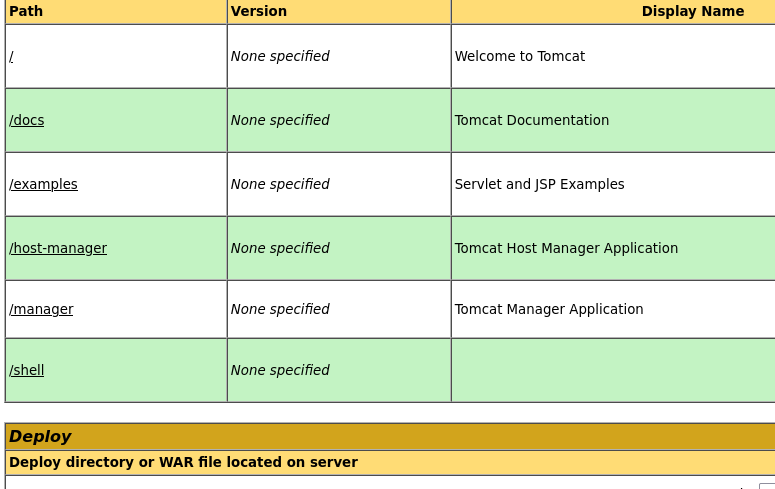 Path Version Display Name
/ None specified Welcome to Tomcat
/docs None specified Tomcat Documentation
/examples None specified Servlet and JSP Examples
/host-manager None specified Tomcat Host Manager Application
/manager None specified Tomcat Manager Application
/shell None specified
Deploy
Deploy directory or WAR file located on server